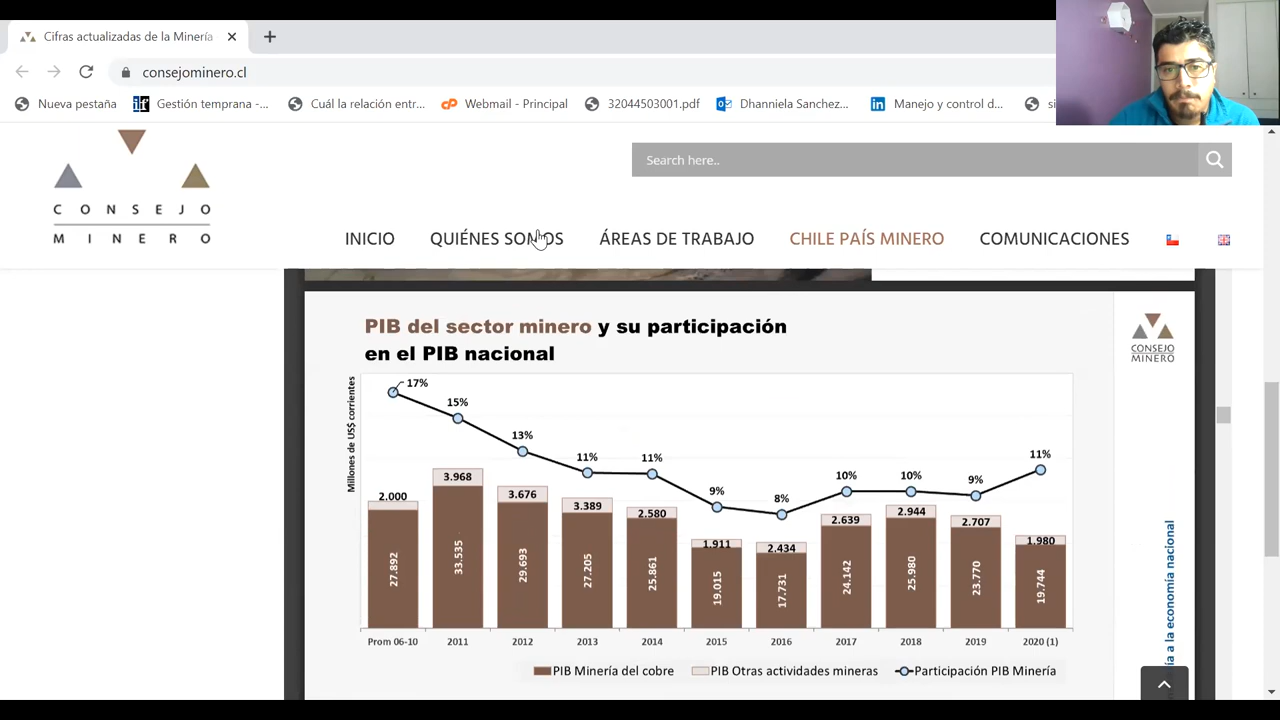 Cifras actualizadas de la Minería
consejominero.cl
Nueva pestaña
Gestión temprana -...
Cuál la relación entr...
Webmail - Principal
32044503001.pdf
Dhanniela Sanchez...
Manejo y control d...
CONSEJO
MINERO
Search here..
INICIO
QUIÉNES SOMOS
ÁREAS DE TRABAJO
CHILE PAÍS MINERO
COMUNICACIONES
PIB del sector minero y su participación
en el PIB nacional
CONSEJO
MINERO
Millones de US$ corrientes
17%
15%
13%
11%
11%
9%
8%
10%
10%
9%
11%
2.000
3.968
3.676
3.389
2.580
1.911
2.434
2.639
2.944
2.707
1.980
27.892
33.535
29.693
27.205
25.861
19.015
17.731
24.142
25.980
23.770
19.744
Prom 06-10
2011
2012
2013
2014
2015
2016
2017
2018
2019
2020 (1)
PIB Minería del cobre
PIB Otras actividades mineras
Participación PIB Minería
a la economía nacional